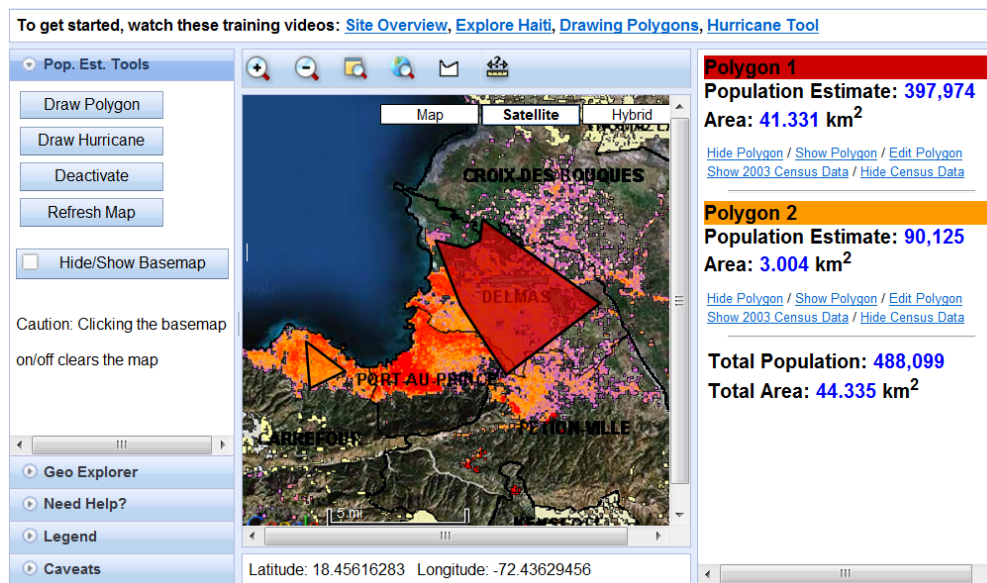 To get started, watch these training videos: Site Overview, Explore Haiti, Drawing Polygons, Hurricane Tool
Pop. Est. Tools
Draw Polygon
Draw Hurricane
Deactivate
Refresh Map
Hide/Show Basemap
Caution: Clicking the basemap
on/off clears the map
Geo Explorer
Need Help?
Legend
Caveats
Map
Satellite
Hybrid
CROIX DES BOUQUES
DELMAS
PORT AU-PRINCE
PETION-VILLE
CARREFOUR
5 mi
Latitude: 18.45616283 Longitude: -72.43629456
Polygon 1
Population Estimate: 397,974
Area: 41.331 km2
Hide Polygon / Show Polygon / Edit Polygon
Show 2003 Census Data / Hide Census Data
Polygon 2
Population Estimate: 90,125
Area: 3.004 km2
Hide Polygon / Show Polygon / Edit Polygon
Show 2003 Census Data / Hide Census Data
Total Population: 488,099
Total Area: 44.335 km2